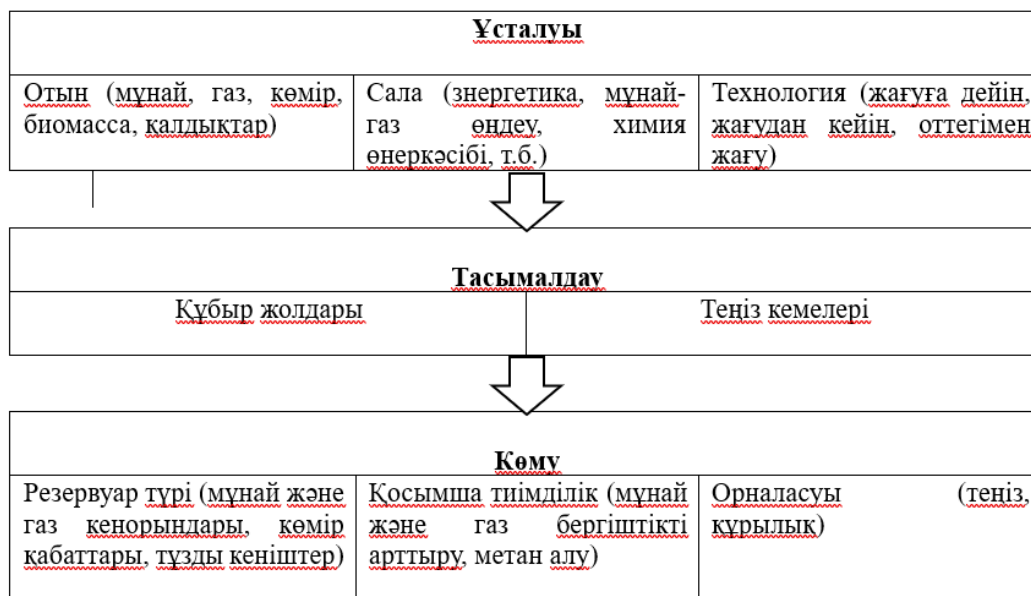 Ұсталуы
Отын (мұнай, газ, көмір,
биомасса, қалдықтар)
Сала (знергетика, мұнай-
газ өңдеу, химия
өнеркәсібі, т.б.)
Технология (жағуға дейін,
жағудан кейін, оттегімен
жағу)
Тасымалдау
Құбыр жолдары
Теңіз кемелері
Көму
Резервуар түрі (мұнай және
газ кенорындары, көмір
қабаттары, тұзды кеніштер)
Қосымша тиімділік (мұнай
және газ бергіштікті
арттыру, метан алу)
Орналасуы (теңіз,
құрылық)